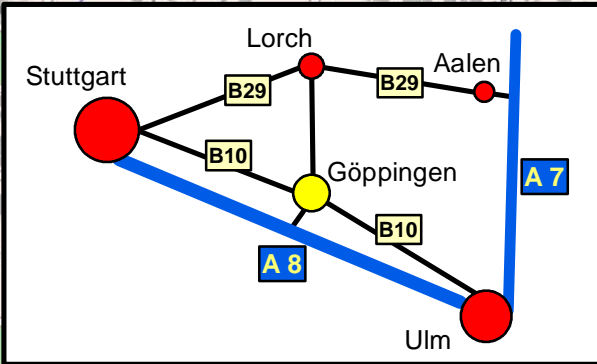 Lorch
Aalen
Stuttgart
B29
B29
B10
Göppingen
A 7
B10
A 8
Ulm